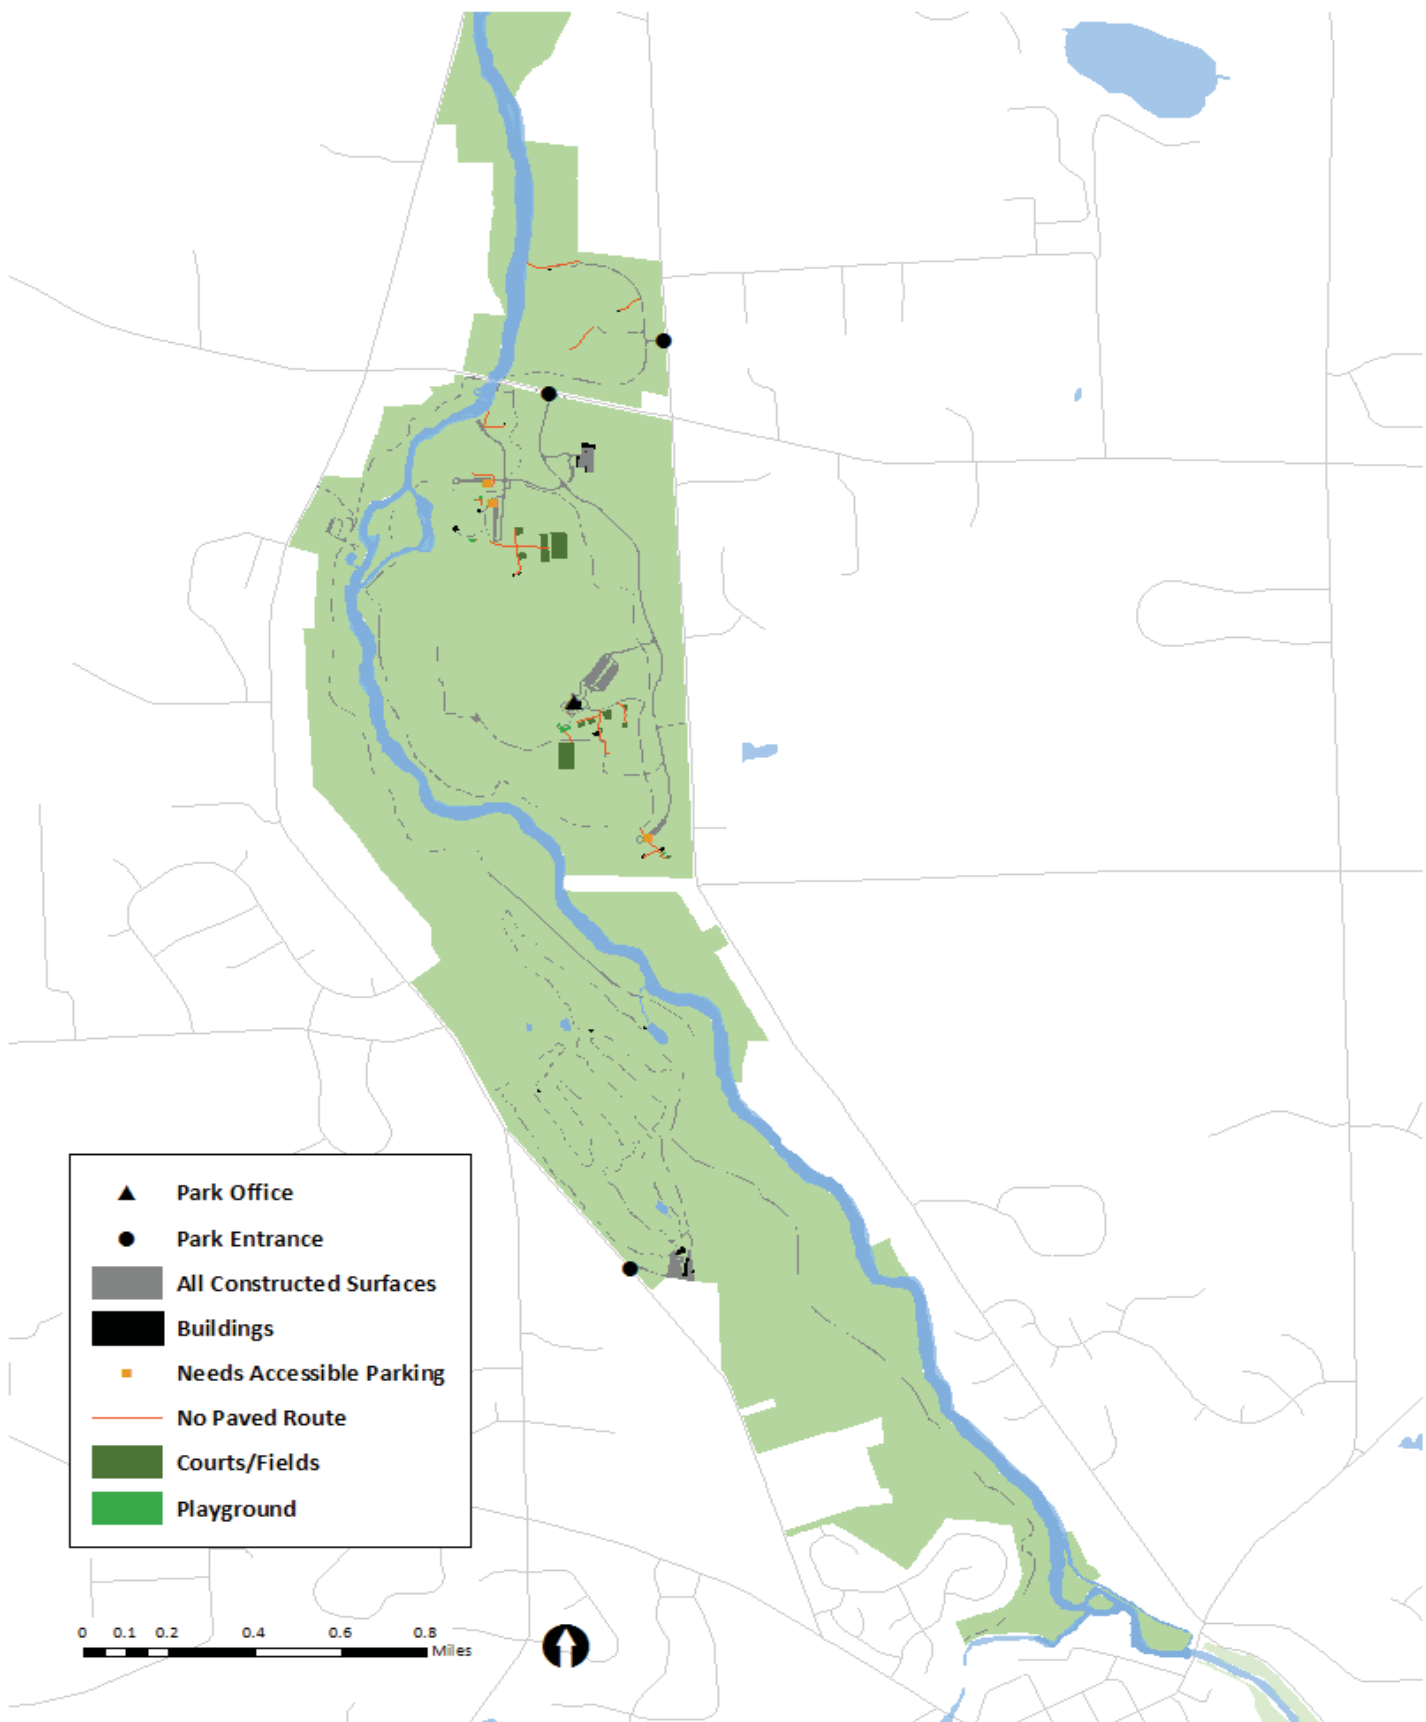 Park Office
Park Entrance
All Constructed Surfaces
Buildings
Needs Accessible Parking
No Paved Route
Courts/Fields
Playground
0 0.1 0.2 0.4 0.6 0.8
Miles